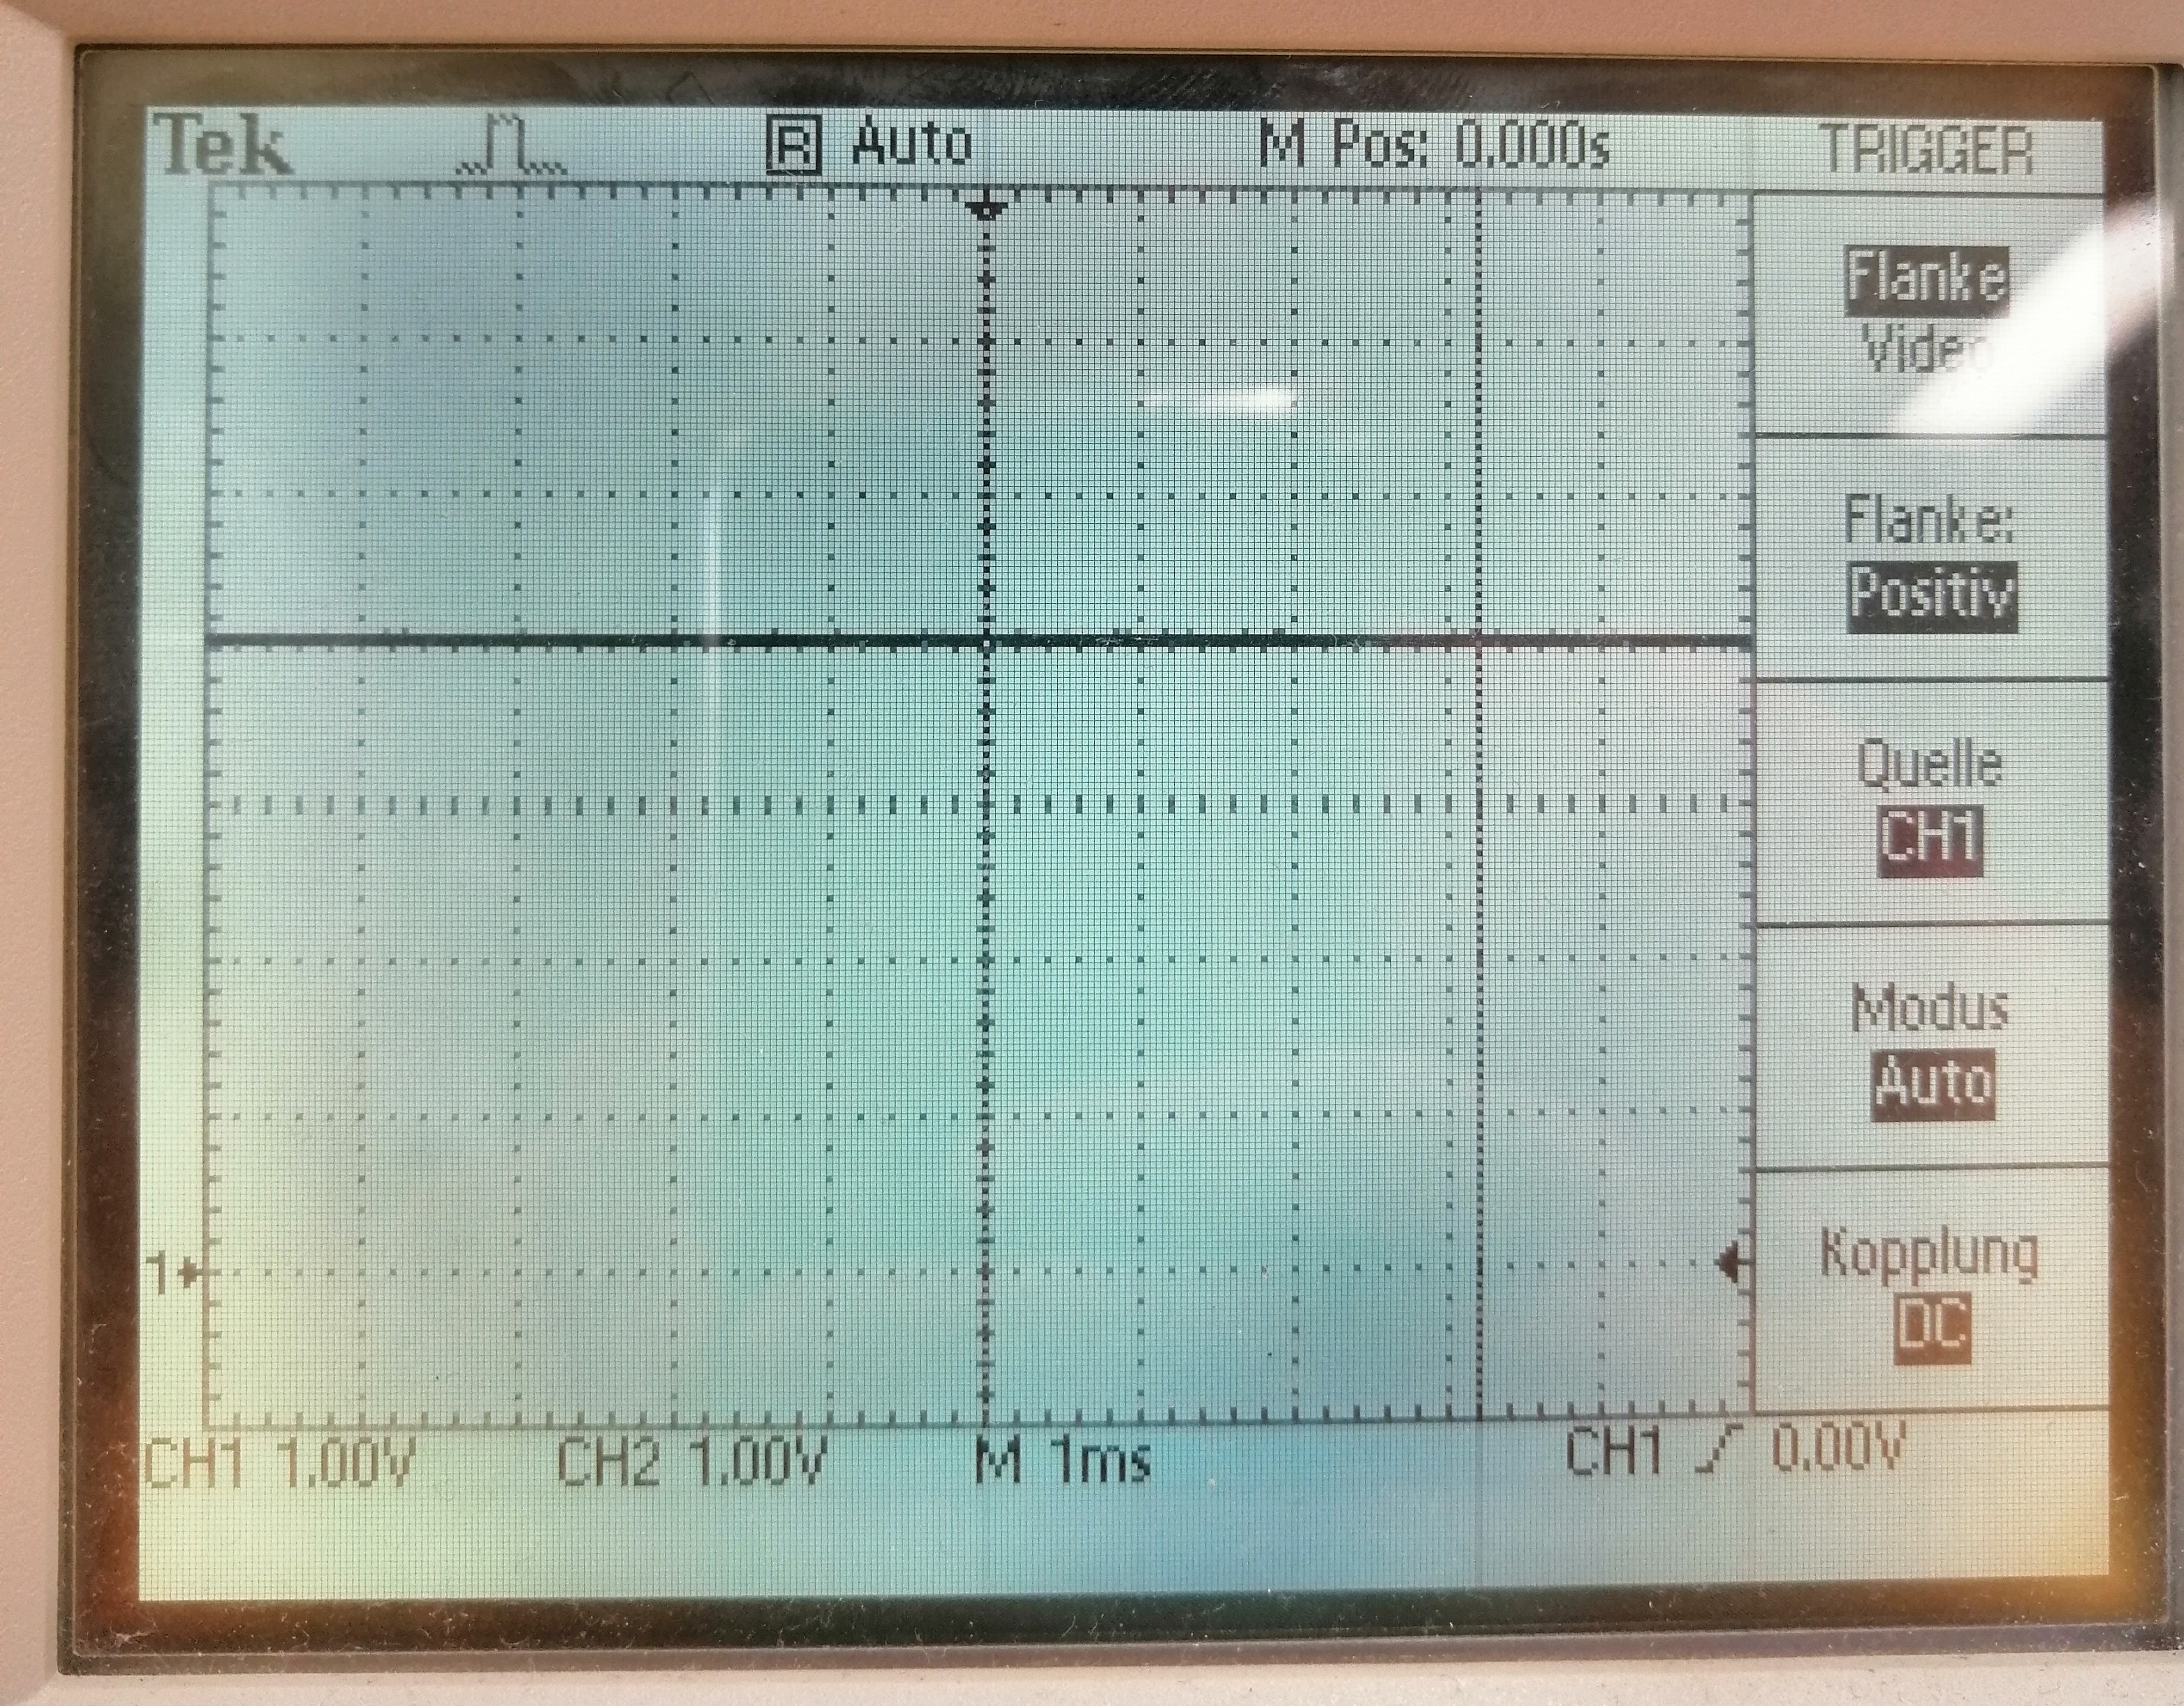 Tek R Auto M Pos: 0.000s TRIGGER
Flanke
Video
Flanke:
Positiv
Quelle
CH1
Modus
Auto
Kopplung
DC
1
CH1 1.00V CH2 1.00V M 1ms CH1 0.00V